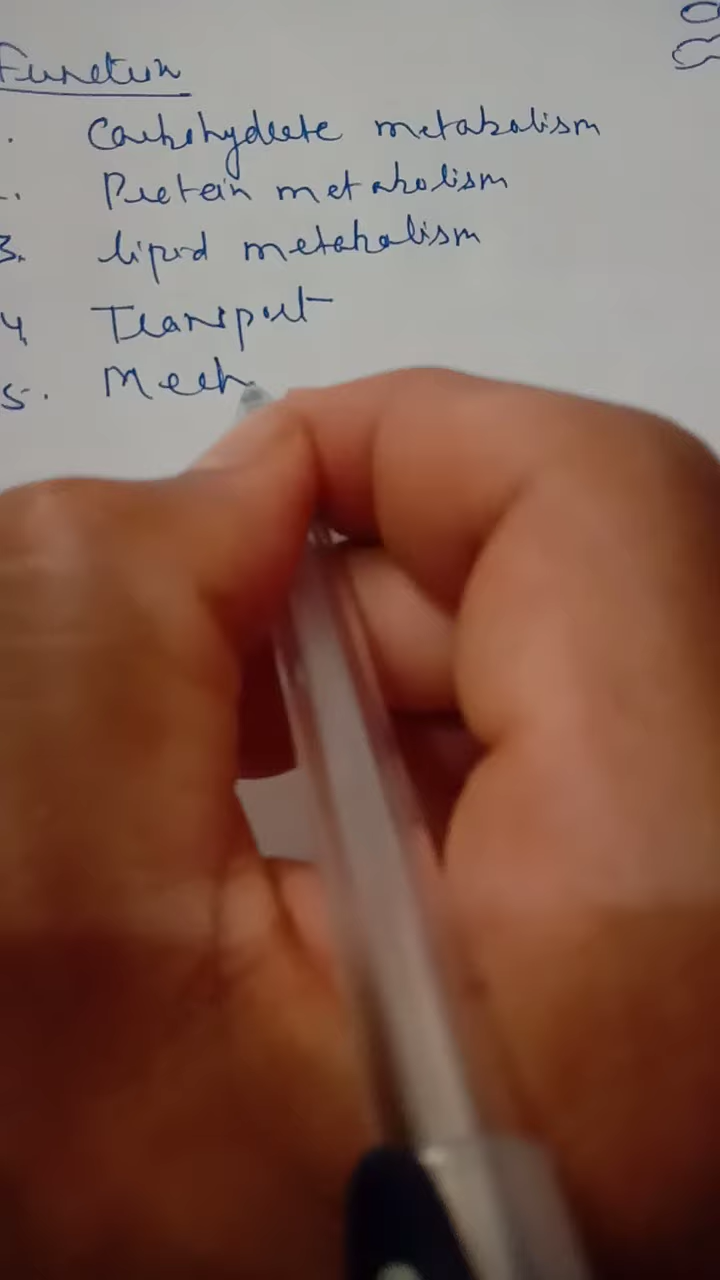 Function
. Carbohydrate metabolism
. Protein metabolism
3. lipid metabolism
4. Transport
5. Mech